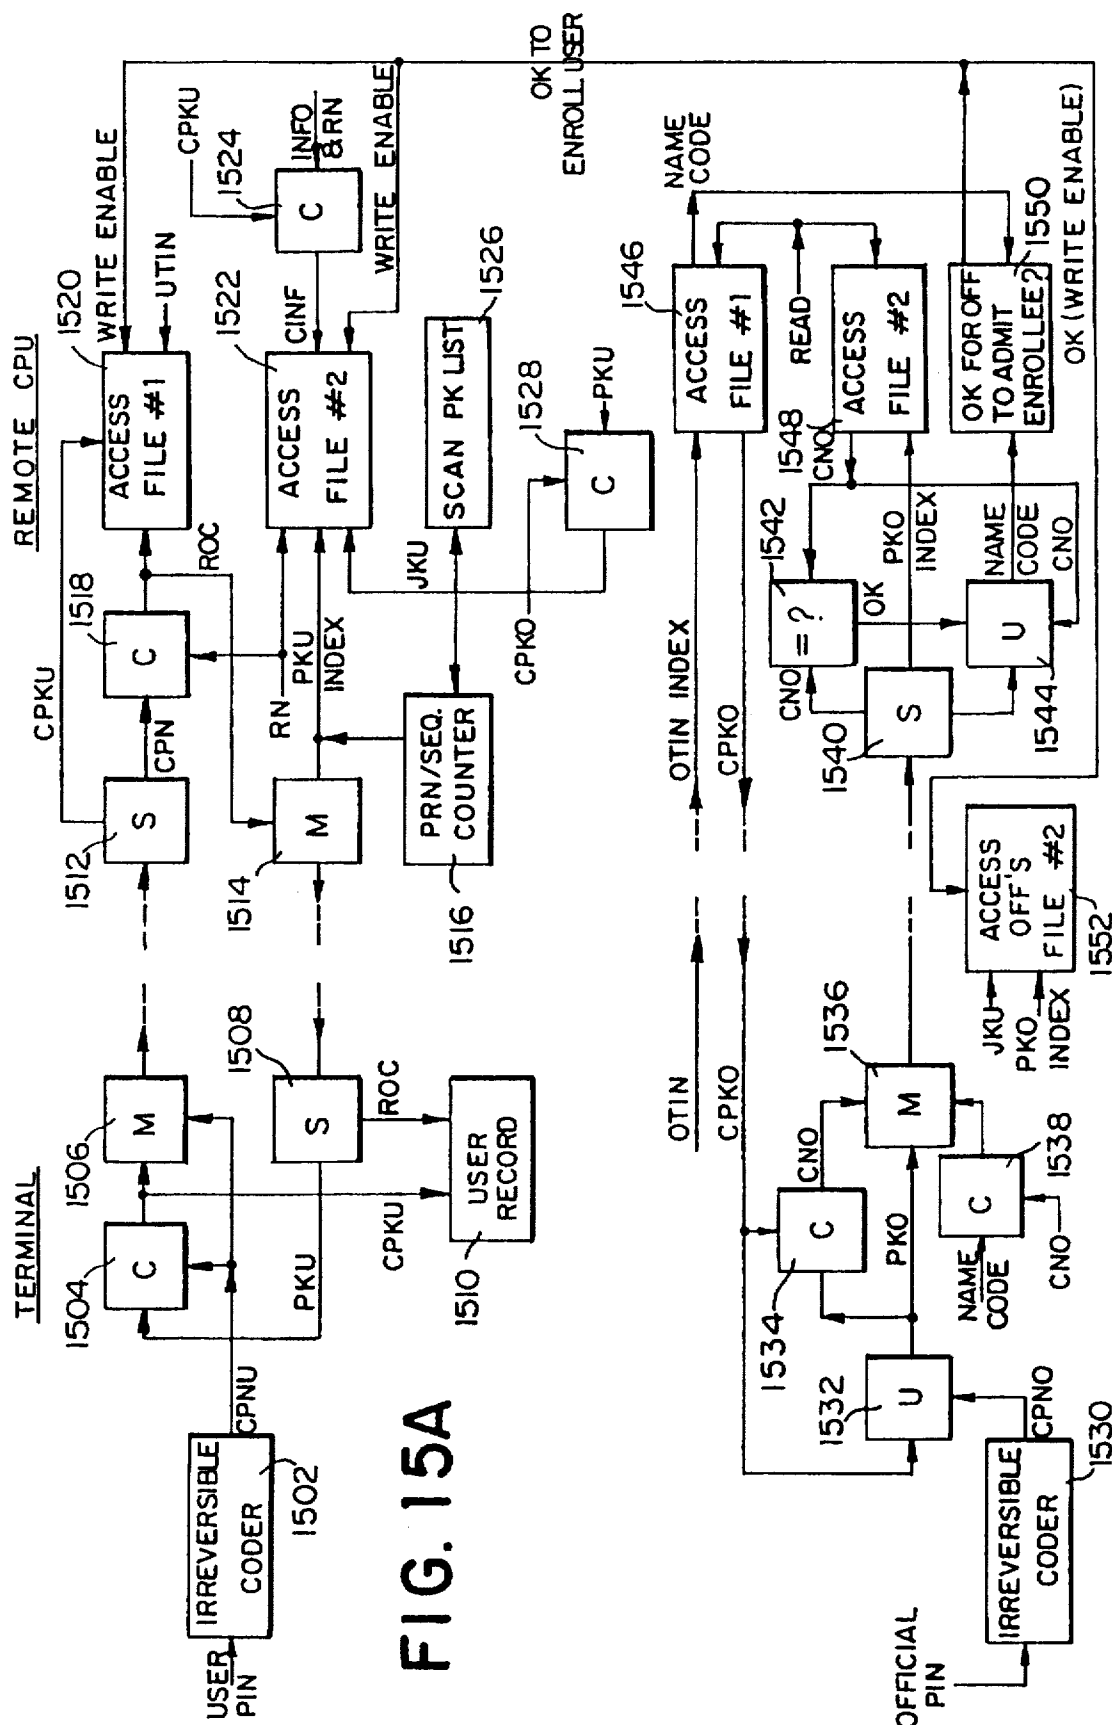 TERMINAL
REMOTE CPU
USER
PIN
IRREVERSIBLE
CODER
1502
CPNU
1504
C
1506
M
PKU
CPKU
1508
S
ROC
USER
RECORD
1510
1512
S
CPKU
CPN
1518
C
ROC
1514
M
RN
PKU
INDEX
PRN/SEQ.
COUNTER
1516
1520
ACCESS
FILE #1
WRITE ENABLE
UTIN
1522
ACCESS
FILE #2
CINF
CPKU
1524
C
INFO
& RN
WRITE ENABLE
JKU
SCAN PK LIST
1526
CPKO
1528
C
PKU
OK TO
ENROLL USER
FIG. 15A
OFFICIAL
PIN
IRREVERSIBLE
CODER
1530
CPNO
1532
U
1534
C
CNO
PKO
1536
M
1538
C
NAME
CODE
CNO
OTIN
CPKO
OTIN INDEX
CPKO
1540
S
CNO
1542
= ?
OK
1544
U
PKO
INDEX
NAME
CODE
CNO
1546
ACCESS
FILE #1
NAME
CODE
READ
1548
CNO
ACCESS
FILE #2
1550
OK FOR OFF
TO ADMIT
ENROLLEE?
OK (WRITE ENABLE)
JKU
PKO
INDEX
ACCESS
OFF'S
FILE #2
1552